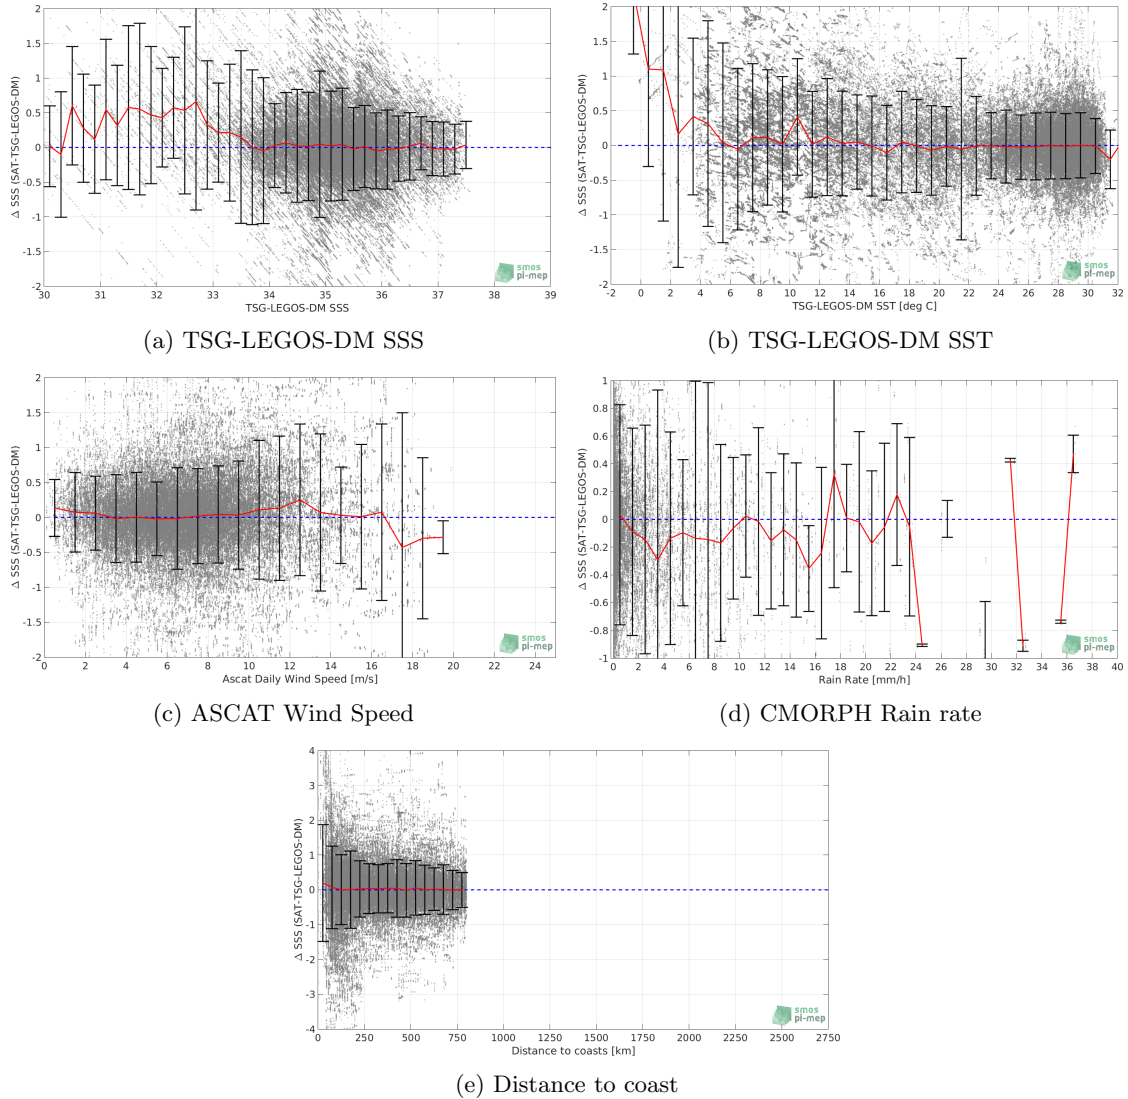 2
1.5
1
0.5
0
-0.5
-1
-1.5
-2
Δ SSS (SAT-TSG-LEGOS-DM)
30 31 32 33 34 35 36 37 38 39
TSG-LEGOS-DM SSS
smos
pi-mep
(a) TSG-LEGOS-DM SSS
2
1.5
1
0.5
0
-0.5
-1
-1.5
-2
Δ SSS (SAT-TSG-LEGOS-DM)
-2 0 2 4 6 8 10 12 14 16 18 20 22 24 26 28 30 32
TSG-LEGOS-DM SST [deg C]
smos
pi-mep
(b) TSG-LEGOS-DM SST
2
1.5
1
0.5
0
-0.5
-1
-1.5
-2
Δ SSS (SAT-TSG-LEGOS-DM)
0 2 4 6 8 10 12 14 16 18 20 22 24
Ascat Daily Wind Speed [m/s]
smos
pi-mep
(c) ASCAT Wind Speed
1
0.8
0.6
0.4
0.2
0
-0.2
-0.4
-0.6
-0.8
-1
Δ SSS (SAT-TSG-LEGOS-DM)
0 2 4 6 8 10 12 14 16 18 20 22 24 26 28 30 32 34 36 38 40
Rain Rate [mm/h]
smos
pi-mep
(d) CMORPH Rain rate
4
3
2
1
0
-1
-2
-3
-4
Δ SSS (SAT-TSG-LEGOS-DM)
0 250 500 750 1000 1250 1500 1750 2000 2250 2500 2750
Distance to coasts [km]
smos
pi-mep
(e) Distance to coast